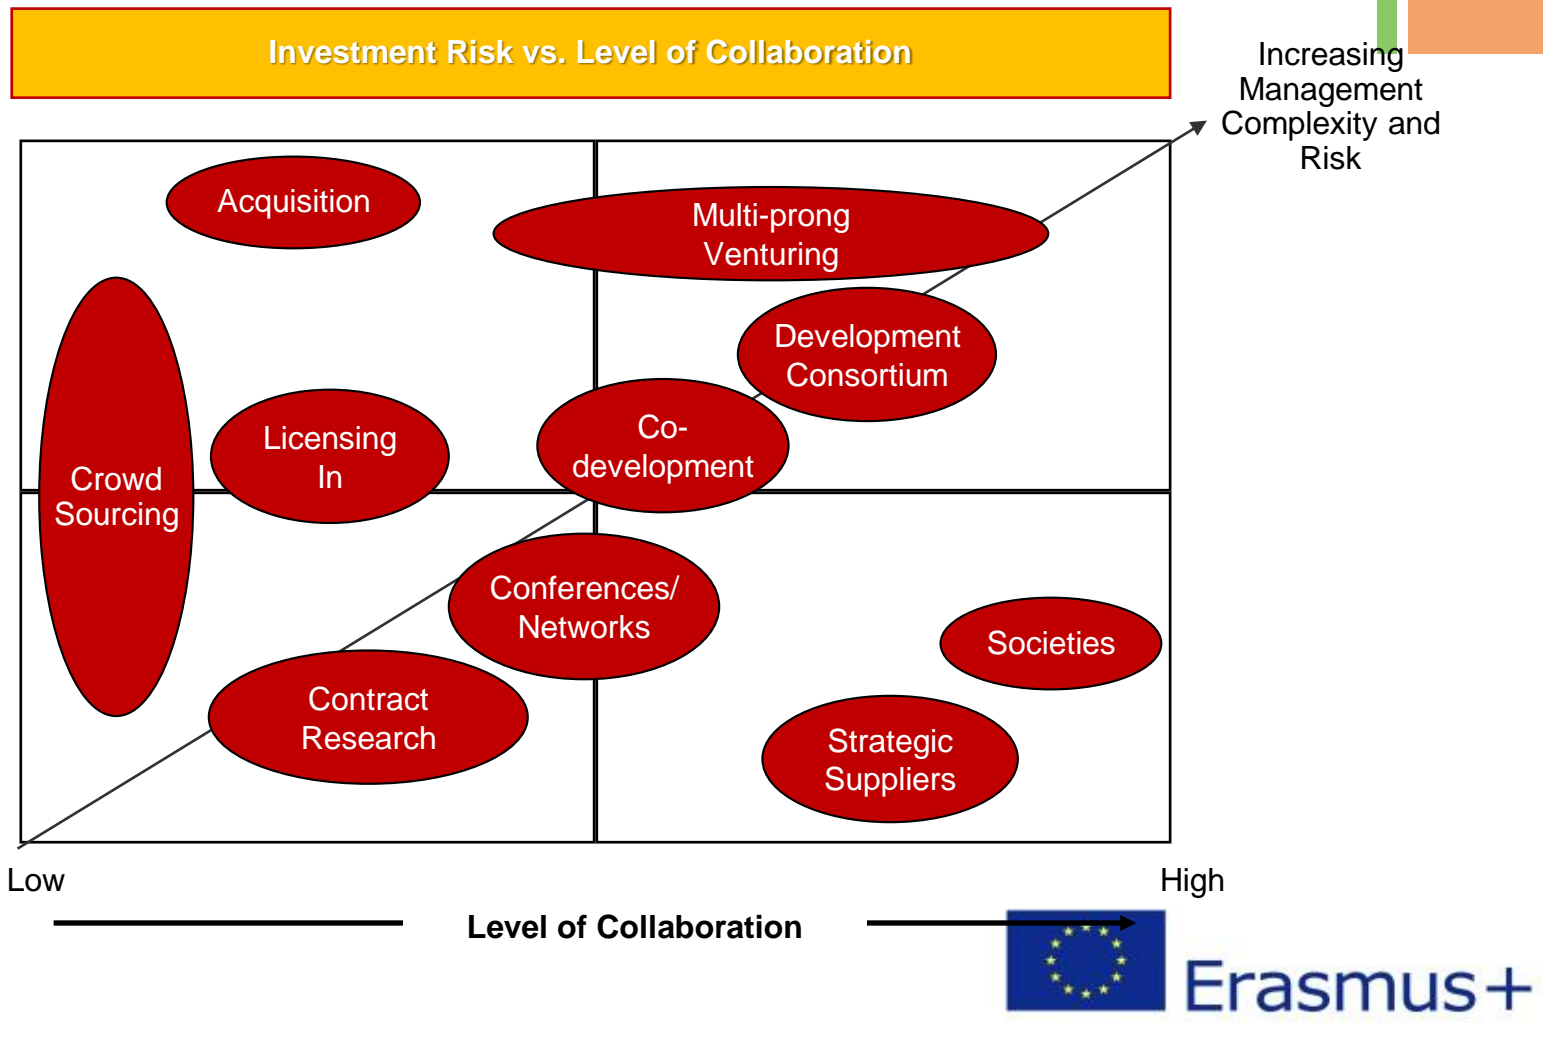 Investment Risk vs. Level of Collaboration
Increasing
Management
Complexity and
Risk
Acquisition
Multi-prong
Venturing
Development
Consortium
Co-
development
Licensing
In
Crowd
Sourcing
Conferences/
Networks
Societies
Contract
Research
Strategic
Suppliers
Low
High
Level of Collaboration
Erasmus+